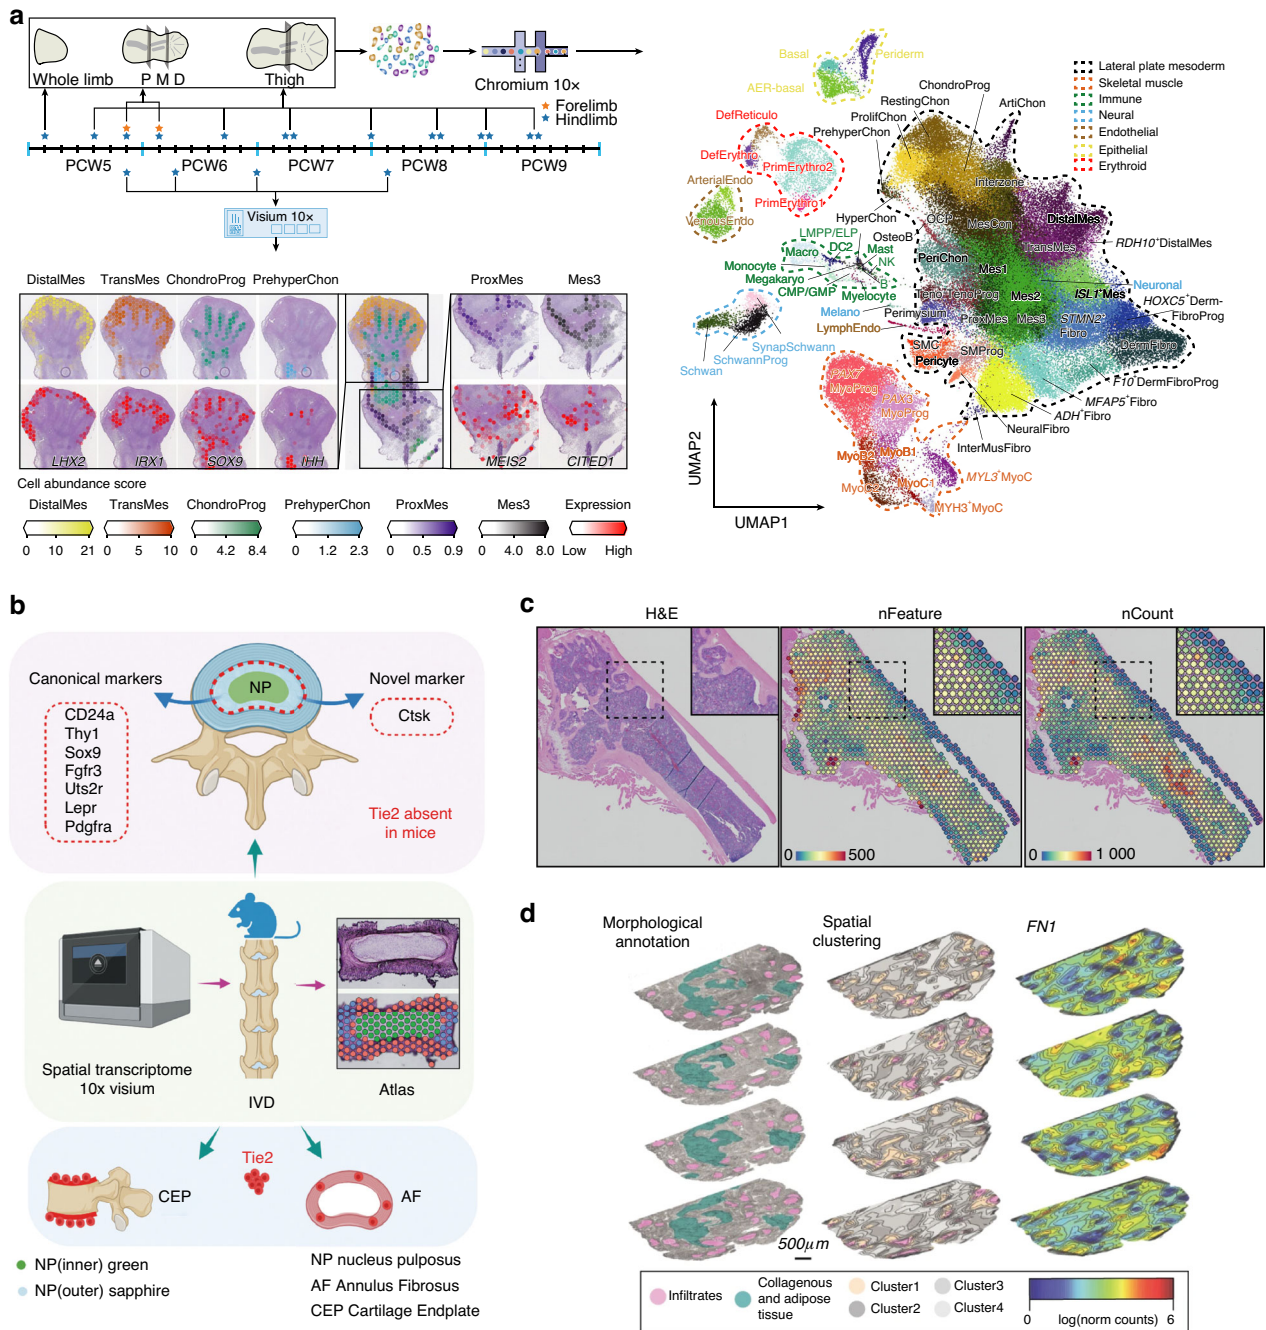 a
Whole limb
P M D
Thigh
Chromium 10×
Forelimb
Hindlimb
PCW5
PCW6
PCW7
PCW8
PCW9
Visium 10×
DistalMes
TransMes
ChondroProg
PrehyperChon
ProxMes
Mes3
LHX2
IRX1
SOX9
IHH
MEIS2
CITED1
Cell abundance score
DistalMes
TransMes
ChondroProg
PrehyperChon
ProxMes
Mes3
Expression
0 10 21
0 5 10
0 4.2 8.4
0 1.2 2.3
0 0.5 0.9
0 4.0 8.0
Low High
Basal
Periderm
AER-basal
DefReticulo
DefErythro
PrimErythro2
PrimErythro1
ArterialEndo
VenousEndo
ChondroProg
RestingChon
ArtiChon
ProlifChon
PrehyperChon
Interzone
HyperChon
OCP
MesCon
DistalMes
OsteoB
TransMes
RDH10+DistalMes
LMPP/ELP
Macro
DC2
Mast
NK
Monocyte
Megakaryo
B
CMP/GMP
Myelocyte
PeriChon
Mes1
Neuronal
TenoProg
Teno
Mes2
ISL1+Mes
HOXC5+Derm-
FibroProg
Melano
Perimysium
ProxMes
Mes3
STMN2+
Fibro
LymphEndo
SynapSchwann
SchwannProg
Schwan
SMC
Pericyte
SMProg
DermFibro
F10+DermFibroProg
MFAP5+Fibro
ADH+Fibro
NeuralFibro
InterMusFibro
PAX7+
MyoProg
PAX3+
MyoProg
MyoB2
MyoB1
MyoC2
MyoC1
MYL3+MyoC
MYH3+MyoC
UMAP2
UMAP1
Lateral plate mesoderm
Skeletal muscle
Immune
Neural
Endothelial
Epithelial
Erythroid
b
Canonical markers
CD24a
Thy1
Sox9
Fgfr3
Uts2r
Lepr
Pdgfra
NP
Novel marker
Ctsk
Tie2 absent
in mice
Spatial transcriptome
10x visium
IVD
Atlas
CEP
Tie2
AF
NP(inner) green
NP(outer) sapphire
NP nucleus pulposus
AF Annulus Fibrosus
CEP Cartilage Endplate
c
H&E
nFeature
nCount
0 500
0 1 000
d
Morphological
annotation
Spatial
clustering
FN1
500μm
Infiltrates
Collagenous
and adipose
tissue
Cluster1
Cluster2
Cluster3
Cluster4
0 6
log(norm counts)